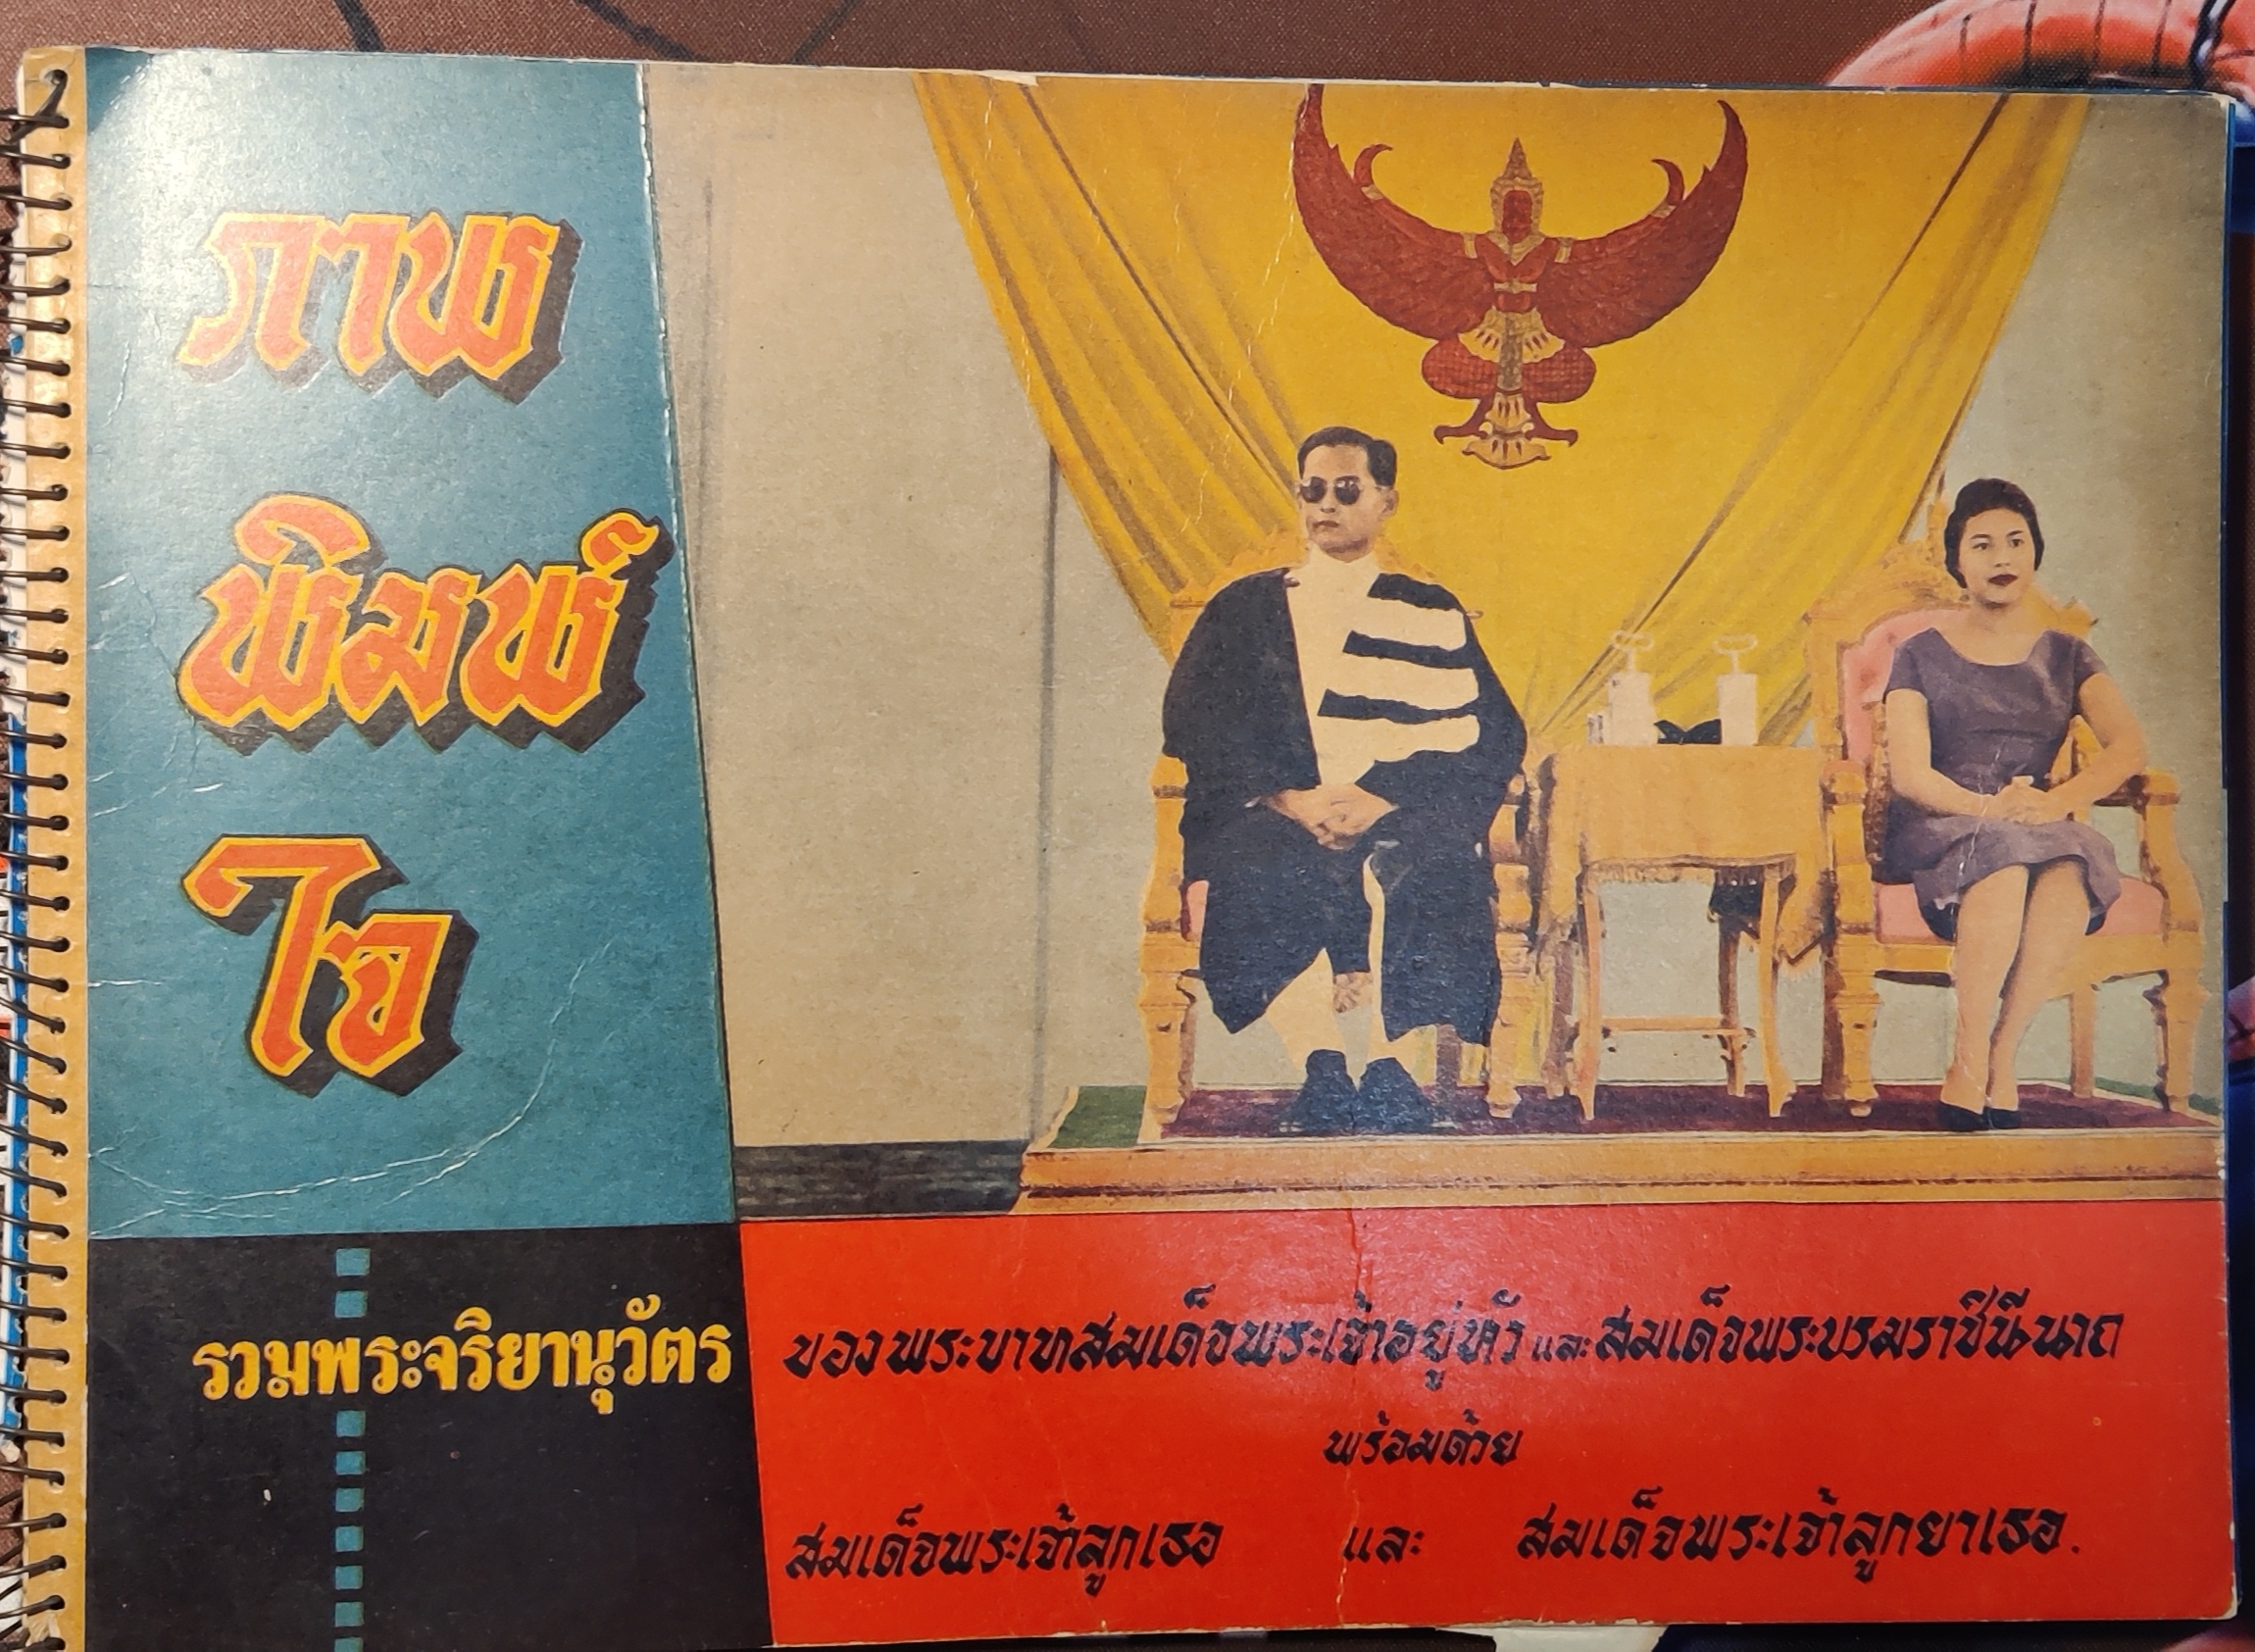 ภาพ
พิมพ์
ใจ
รวมพระจริยานุวัตร
ของพระบาทสมเด็จพระเจ้าอยู่หัว และ สมเด็จพระบรมราชินีนาถ
พร้อมด้วย
สมเด็จพระเจ้าลูกเธอ และ สมเด็จพระเจ้าลูกยาเธอ.